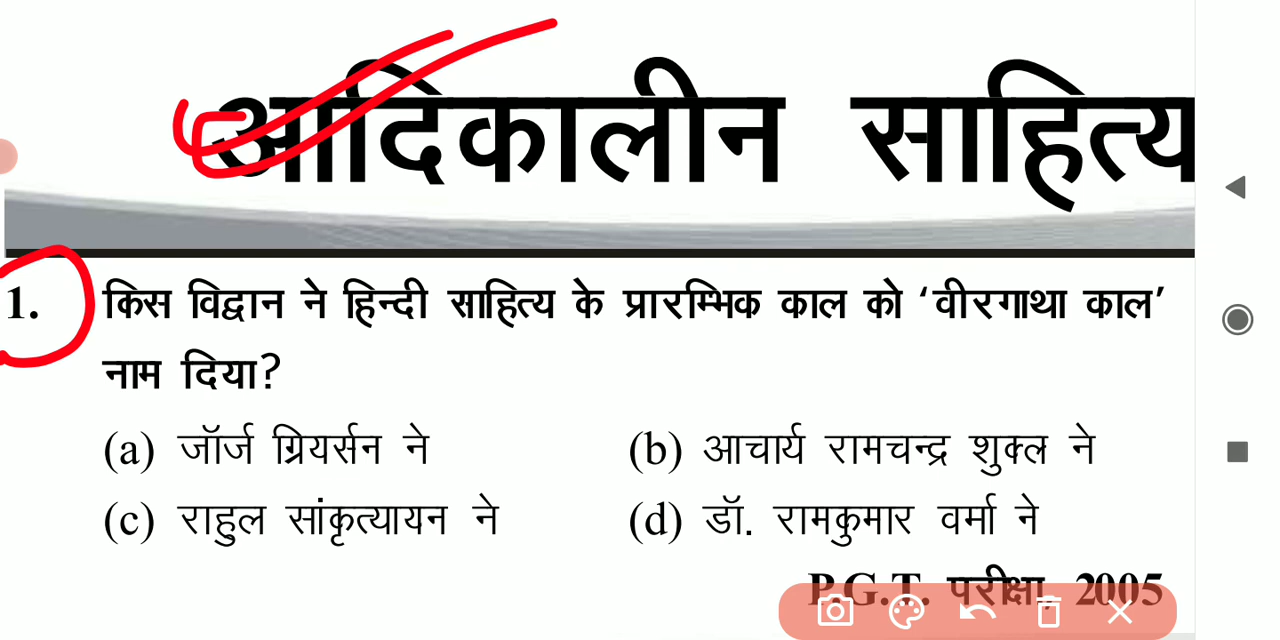 आदिकालीन साहित्य
1. किस विद्वान ने हिन्दी साहित्य के प्रारम्भिक काल को ‘वीरगाथा काल’
नाम दिया?
(a) जॉर्ज ग्रियर्सन ने (b) आचार्य रामचन्द्र शुक्ल ने
(c) राहुल सांकृत्यायन ने (d) डॉ. रामकुमार वर्मा ने
P.G.T. परीक्षा, 2005